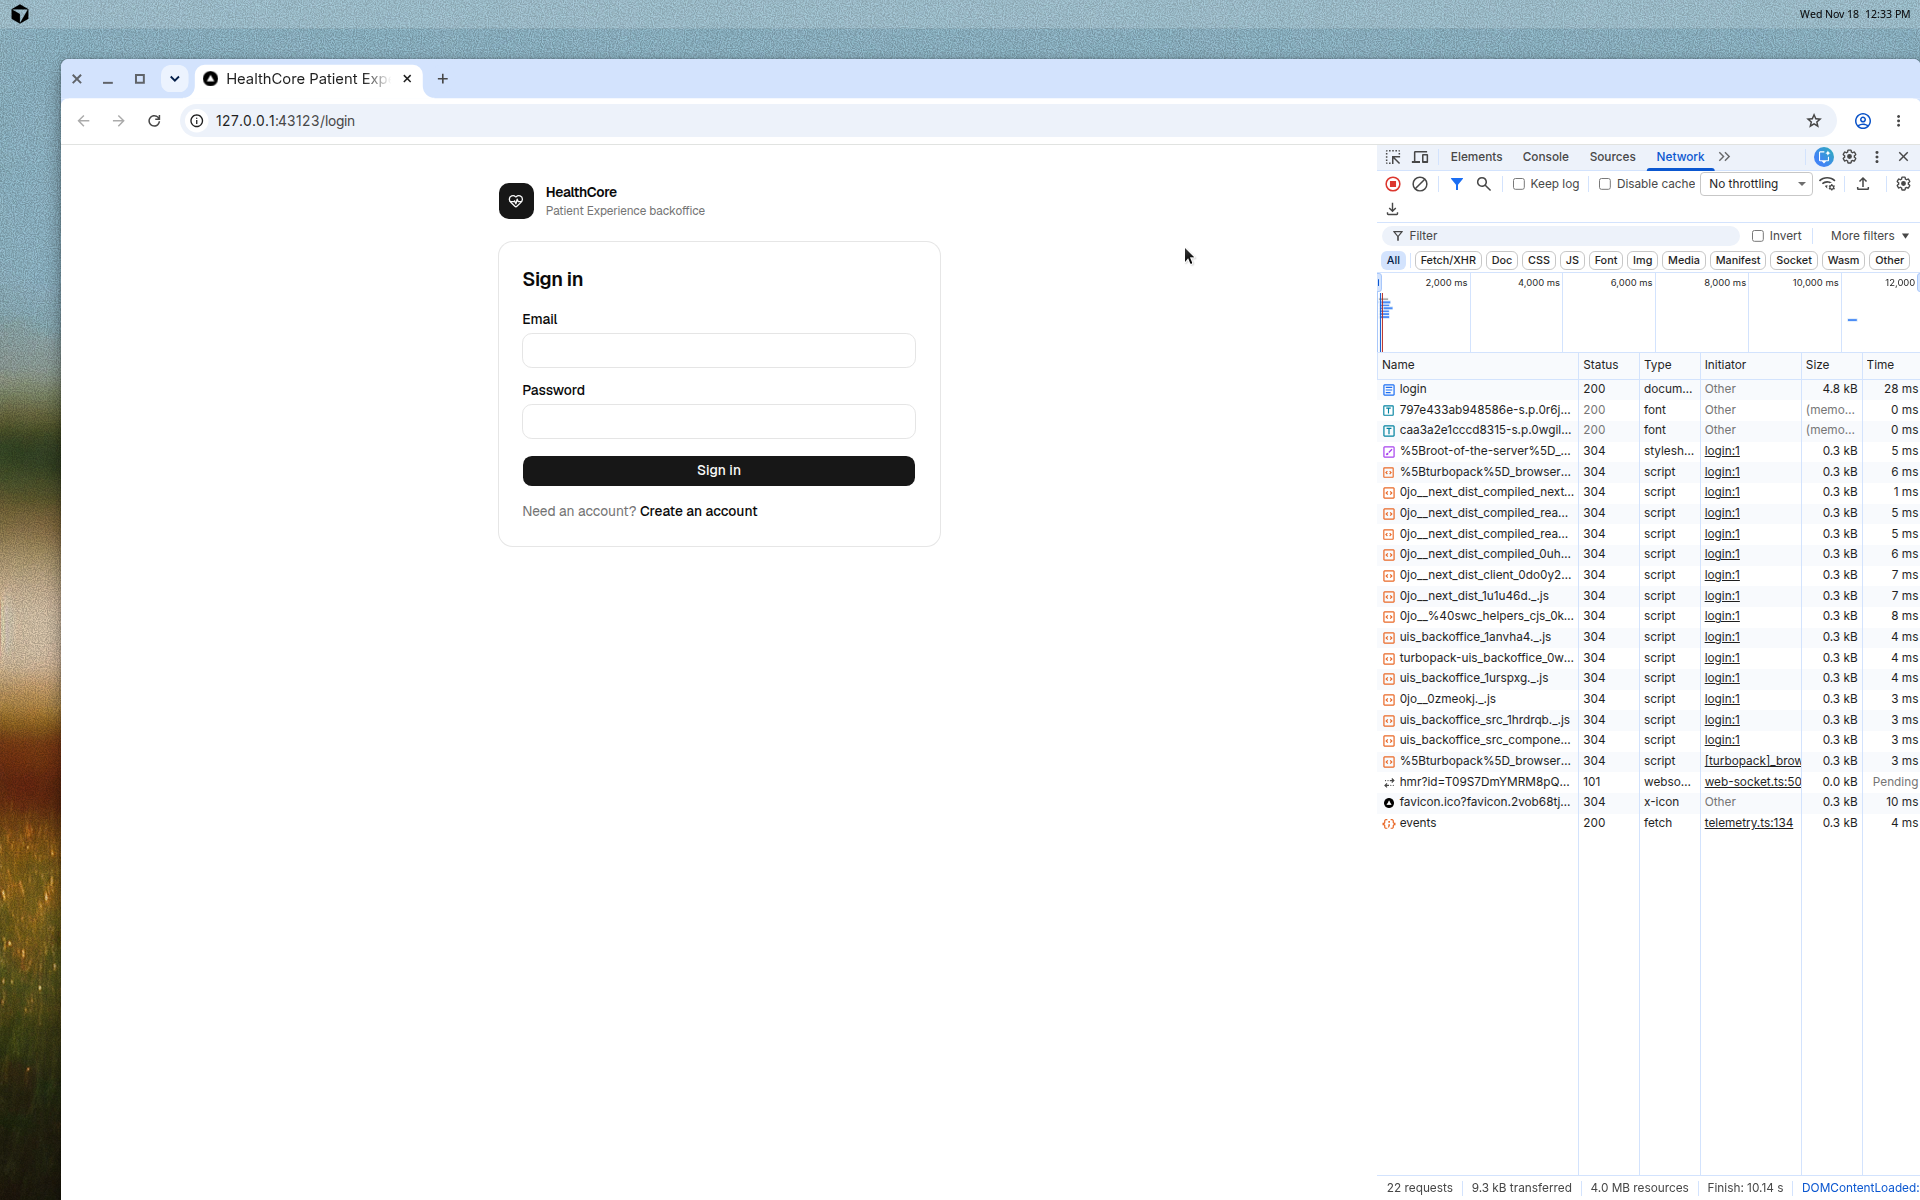 Wed Nov 18 12:33 PM
HealthCore Patient Exp
127.0.0.1:43123/login
HealthCore
Patient Experience backoffice
Sign in
Email
Password
Sign in
Need an account? Create an account
Elements Console Sources Network
Keep log Disable cache No throttling
Filter Invert More filters
All Fetch/XHR Doc CSS JS Font Img Media Manifest Socket Wasm Other
2,000 ms 4,000 ms 6,000 ms 8,000 ms 10,000 ms 12,000
Name Status Type Initiator Size Time
login 200 docum... Other 4.8 kB 28 ms
797e433ab948586e-s.p.0r6j... 200 font Other (memo... 0 ms
caa3a2e1cccd8315-s.p.0wgil... 200 font Other (memo... 0 ms
%5Broot-of-the-server%5D_... 304 stylesh... login:1 0.3 kB 5 ms
%5Bturbopack%5D_browser... 304 script login:1 0.3 kB 6 ms
0jo__next_dist_compiled_next... 304 script login:1 0.3 kB 1 ms
0jo__next_dist_compiled_rea... 304 script login:1 0.3 kB 5 ms
0jo__next_dist_compiled_rea... 304 script login:1 0.3 kB 5 ms
0jo__next_dist_compiled_0uh... 304 script login:1 0.3 kB 6 ms
0jo__next_dist_client_0do0y2... 304 script login:1 0.3 kB 7 ms
0jo__next_dist_1u1u46d._.js 304 script login:1 0.3 kB 7 ms
0jo__%40swc_helpers_cjs_0k... 304 script login:1 0.3 kB 8 ms
uis_backoffice_1anvha4._.js 304 script login:1 0.3 kB 4 ms
turbopack-uis_backoffice_0w... 304 script login:1 0.3 kB 4 ms
uis_backoffice_1urspxg._.js 304 script login:1 0.3 kB 4 ms
0jo__0zmeokj._.js 304 script login:1 0.3 kB 3 ms
uis_backoffice_src_1hrdrqb._.js 304 script login:1 0.3 kB 3 ms
uis_backoffice_src_compone... 304 script login:1 0.3 kB 3 ms
%5Bturbopack%5D_browser... 304 script [turbopack]_brow 0.3 kB 3 ms
hmr?id=T09S7DmYMRM8pQ... 101 webso... web-socket.ts:50 0.0 kB Pending
favicon.ico?favicon.2vob68tj... 304 x-icon Other 0.3 kB 10 ms
events 200 fetch telemetry.ts:134 0.3 kB 4 ms
22 requests 9.3 kB transferred 4.0 MB resources Finish: 10.14 s DOMContentLoaded: